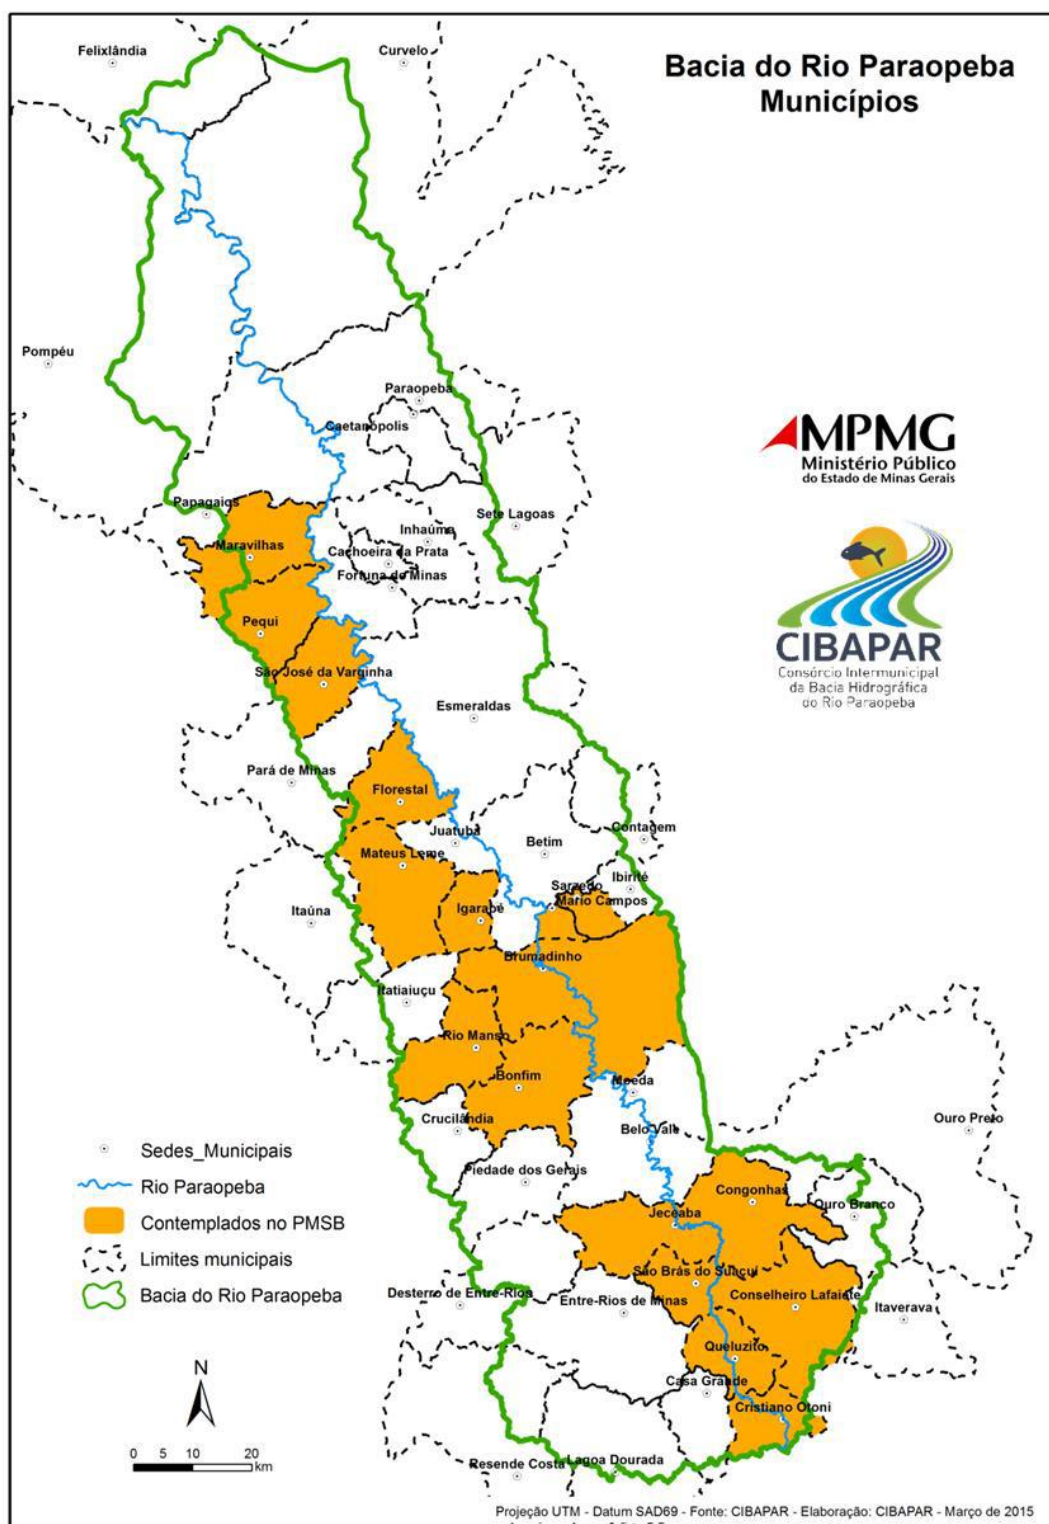 Bacia do Rio Paraopeba
Municípios
Felixlândia
Curvelo
Pompéu
Paraopeba
Caetanópolis
MPMG
Ministério Público
do Estado de Minas Gerais
Papagaios
Sete Lagoas
Inhaúma
Maravilhas
Cachoeira da Prata
Fortuna de Minas
Pequi
CIBAPAR
Consórcio Intermunicipal
da Bacia Hidrográfica
do Rio Paraopeba
São José da Varginha
Esmeraldas
Pará de Minas
Florestal
Juatuba
Contagem
Betim
Mateus Leme
Ibirité
Sarzedo
Mario Campos
Igarapé
Itaúna
Brumadinho
Itatiaiuçu
Rio Manso
Bonfim
Moeda
Crucilândia
Belo Vale
Ouro Preto
Piedade dos Gerais
Congonhas
Ouro Branco
Jeceaba
São Brás do Suaçuí
Desterro de Entre-Rios
Entre-Rios de Minas
Conselheiro Lafaiete
Itaverava
Queluzito
Casa Grande
Cristiano Otoni
Resende Costa
Lagoa Dourada
Sedes_Municipais
Rio Paraopeba
Contemplados no PMSB
Limites municipais
Bacia do Rio Paraopeba
N
0 5 10 20
km
Projeção UTM - Datum SAD69 - Fonte: CIBAPAR - Elaboração: CIBAPAR - Março de 2015